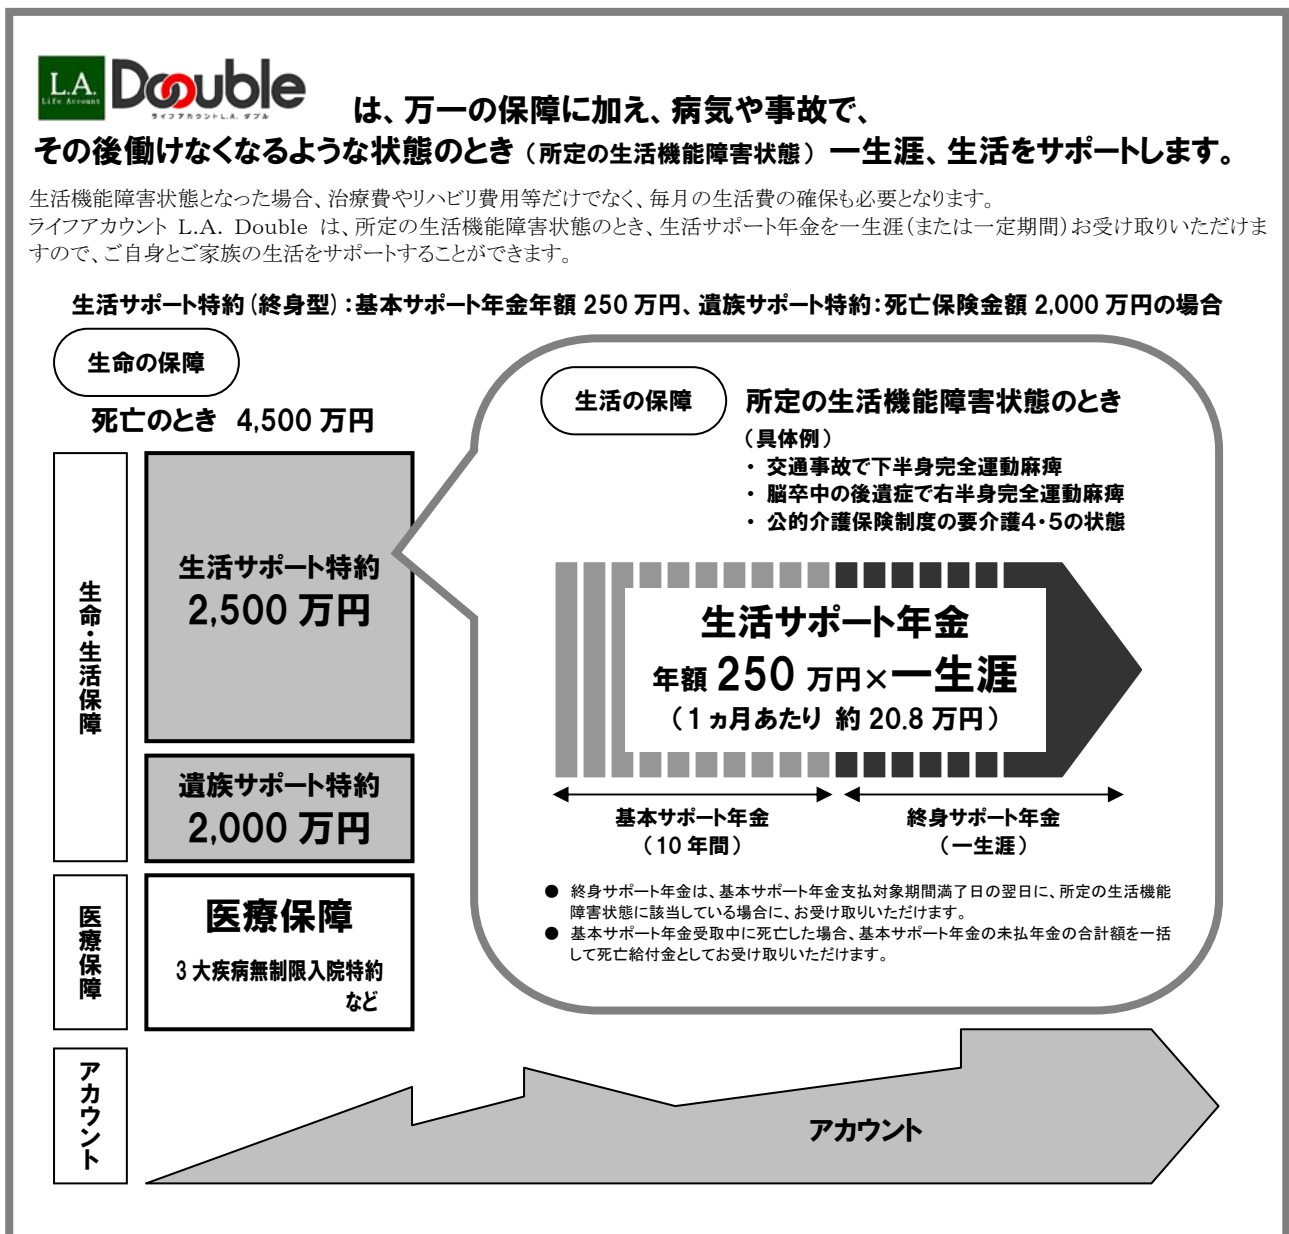 L.A.
Life Account
Double
ライフアカウントL.A. ダブル
は、万一の保障に加え、病気や事故で、
その後働けなくなるような状態のとき（所定の生活機能障害状態）一生涯、生活をサポートします。
生活機能障害状態となった場合、治療費やリハビリ費用等だけでなく、毎月の生活費の確保も必要となります。
ライフアカウント L.A. Double は、所定の生活機能障害状態のとき、生活サポート年金を一生涯（または一定期間）お受け取りいただけま
すので、ご自身とご家族の生活をサポートすることができます。
生活サポート特約（終身型）：基本サポート年金年額 250 万円、遺族サポート特約：死亡保険金額 2,000 万円の場合
生命の保障
死亡のとき 4,500 万円
生命・生活保障
生活サポート特約
2,500 万円
遺族サポート特約
2,000 万円
医療保障
医療保障
3 大疾病無制限入院特約
など
生活の保障
所定の生活機能障害状態のとき
（具体例）
・ 交通事故で下半身完全運動麻痺
・ 脳卒中の後遺症で右半身完全運動麻痺
・ 公的介護保険制度の要介護4・5の状態
生活サポート年金
年額 250 万円×一生涯
（1 ヵ月あたり 約 20.8 万円）
基本サポート年金
（10 年間）
終身サポート年金
（一生涯）
● 終身サポート年金は、基本サポート年金支払対象期間満了日の翌日に、所定の生活機能
障害状態に該当している場合に、お受け取りいただけます。
● 基本サポート年金受取中に死亡した場合、基本サポート年金の未払年金の合計額を一括
して死亡給付金としてお受け取りいただけます。
アカウント
アカウント